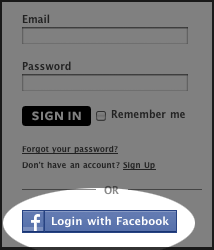 Email
Password
SIGN IN Remember me
Forgot your password?
Don't have an account? Sign Up
OR
f Login with Facebook